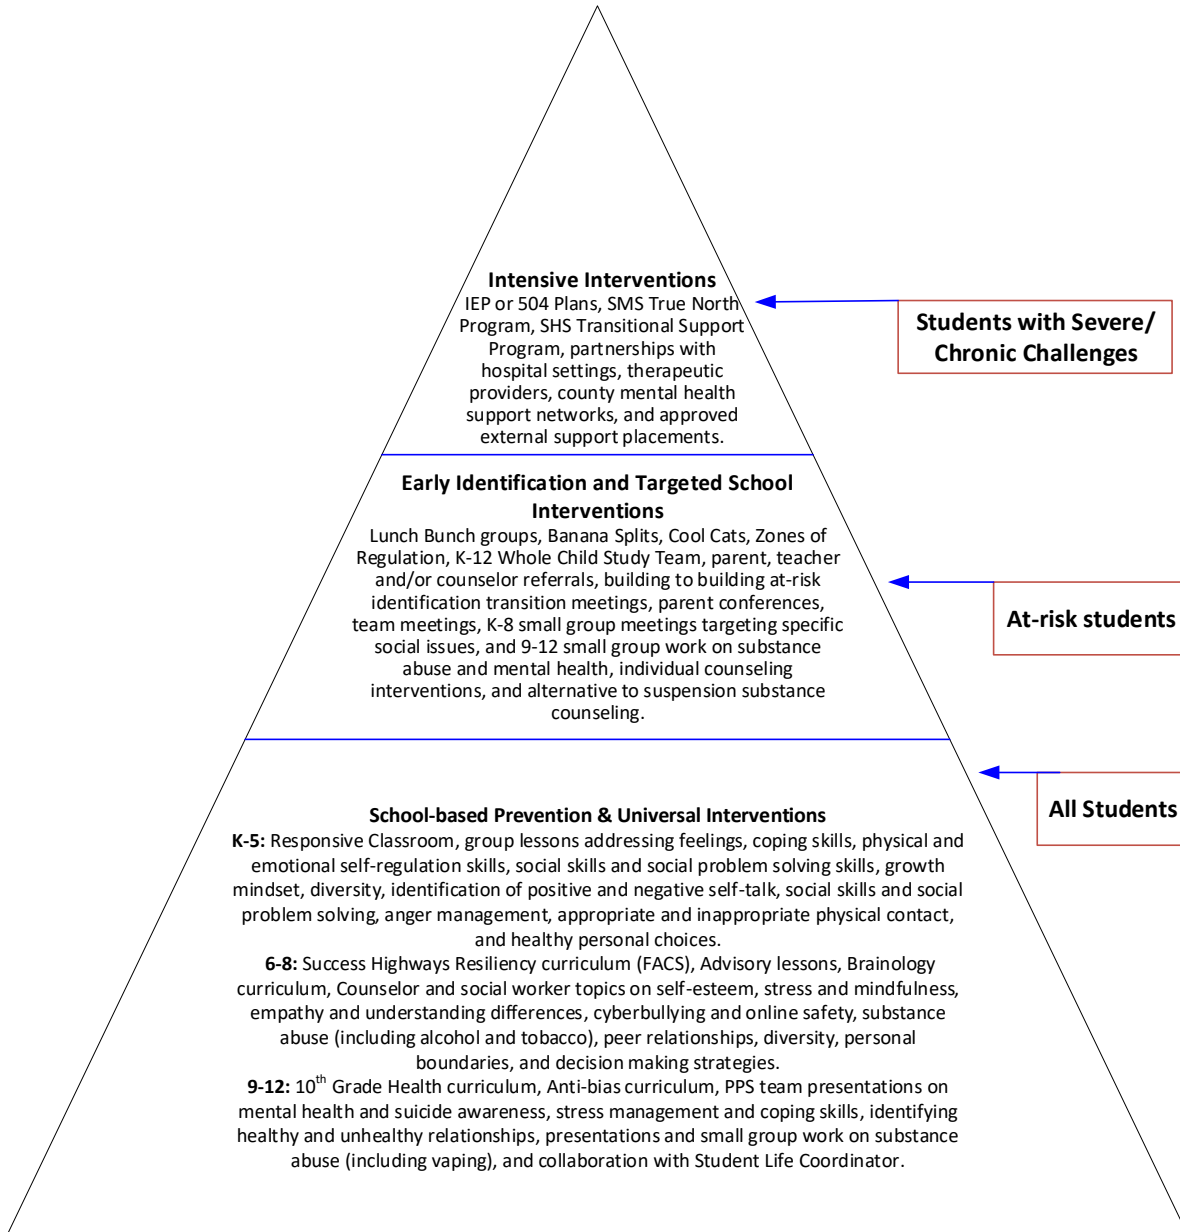 Intensive Interventions
IEP or 504 Plans, SMS True North
Program, SHS Transitional Support
Program, partnerships with
hospital settings, therapeutic
providers, county mental health
support networks, and approved
external support placements.
Students with Severe/
Chronic Challenges
Early Identification and Targeted School
Interventions
Lunch Bunch groups, Banana Splits, Cool Cats, Zones of
Regulation, K-12 Whole Child Study Team, parent, teacher
and/or counselor referrals, building to building at-risk
identification transition meetings, parent conferences,
team meetings, K-8 small group meetings targeting specific
social issues, and 9-12 small group work on substance
abuse and mental health, individual counseling
interventions, and alternative to suspension substance
counseling.
At-risk students
All Students
School-based Prevention & Universal Interventions
K-5: Responsive Classroom, group lessons addressing feelings, coping skills, physical and
emotional self-regulation skills, social skills and social problem solving skills, growth
mindset, diversity, identification of positive and negative self-talk, social skills and social
problem solving, anger management, appropriate and inappropriate physical contact,
and healthy personal choices.
6-8: Success Highways Resiliency curriculum (FACS), Advisory lessons, Brainology
curriculum, Counselor and social worker topics on self-esteem, stress and mindfulness,
empathy and understanding differences, cyberbullying and online safety, substance
abuse (including alcohol and tobacco), peer relationships, diversity, personal
boundaries, and decision making strategies.
9-12: 10th Grade Health curriculum, Anti-bias curriculum, PPS team presentations on
mental health and suicide awareness, stress management and coping skills, identifying
healthy and unhealthy relationships, presentations and small group work on substance
abuse (including vaping), and collaboration with Student Life Coordinator.